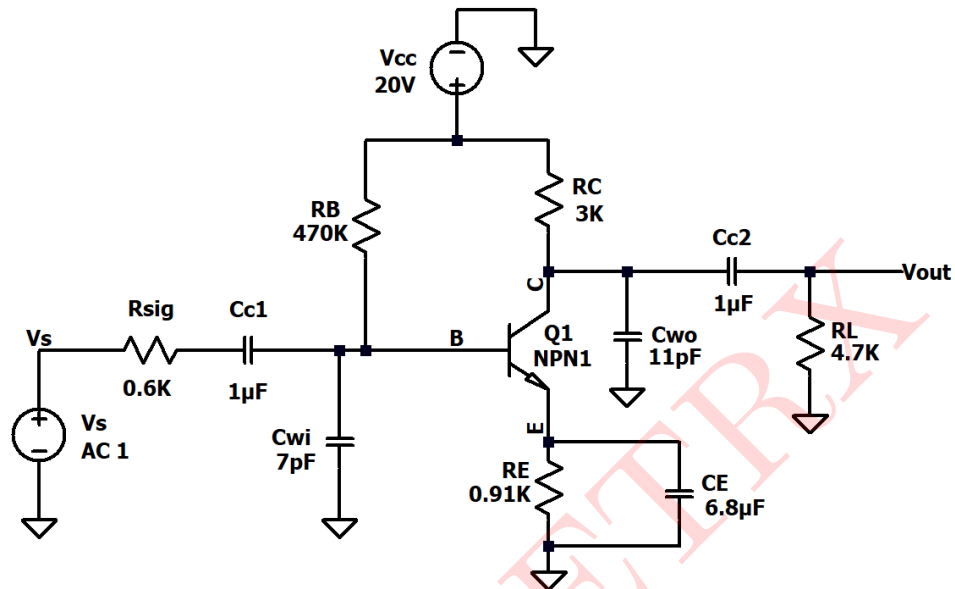 Vcc
20V
RB
470K
RC
3K
Cc2
1µF
Vout
C
Rsig
0.6K
Cc1
1µF
Vs
B
Q1
NPN1
Cwo
11pF
RL
4.7K
Vs
AC 1
Cwi
7pF
E
RE
0.91K
CE
6.8µF
ETRX